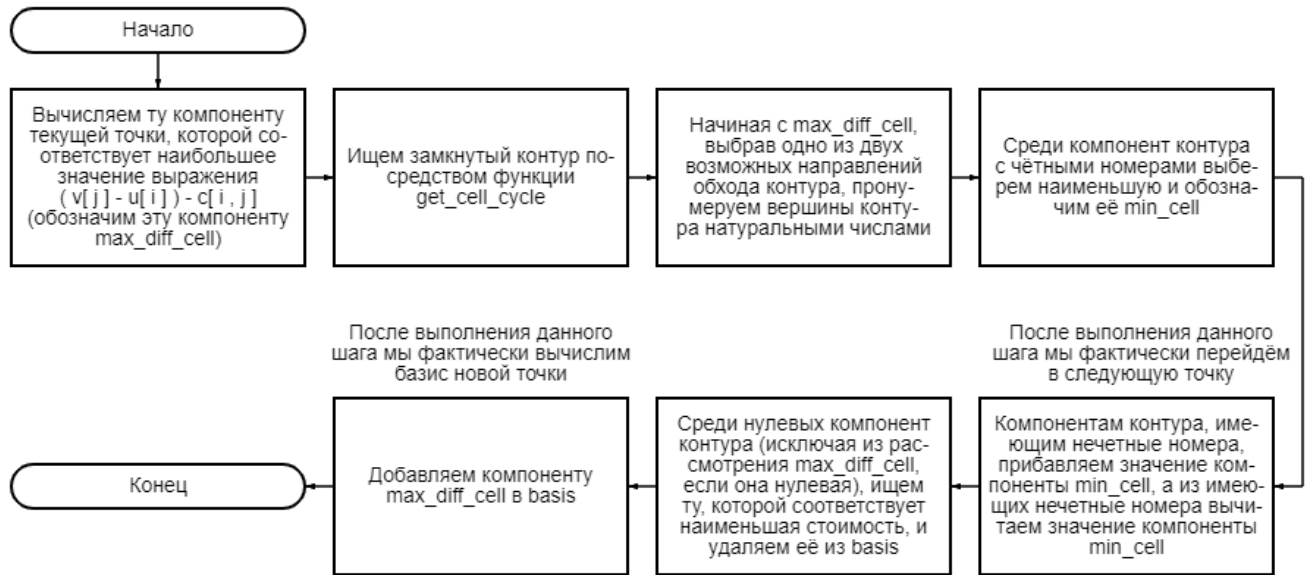 Начало
Вычисляем ту компоненту
текущей точки, которой со-
ответствует наибольшее
значение выражения
( v[ j ] - u[ i ] ) - c[ i , j ]
(обозначим эту компоненту
max_diff_cell)
Ищем замкнутый контур по-
средством функции
get_cell_cycle
Начиная с max_diff_cell,
выбрав одно из двух
возможных направлений
обхода контура, прону-
меруем вершины конту-
ра натуральными числами
Среди компонент контура
с чётными номерами выбе-
рем наименьшую и обозна-
чим её min_cell
После выполнения данного
шага мы фактически перейдём
в следующую точку
Компонентам контура, име-
ющим нечетные номера,
прибавляем значение ком-
поненты min_cell, а из имею-
щих нечетные номера вычи-
таем значение компоненты
min_cell
Среди нулевых компонент
контура (исключая из рас-
смотрения max_diff_cell,
если она нулевая), ищем
ту, которой соответствует
наименьшая стоимость, и
удаляем её из basis
После выполнения данного
шага мы фактически вычислим
базис новой точки
Добавляем компоненту
max_diff_cell в basis
Конец